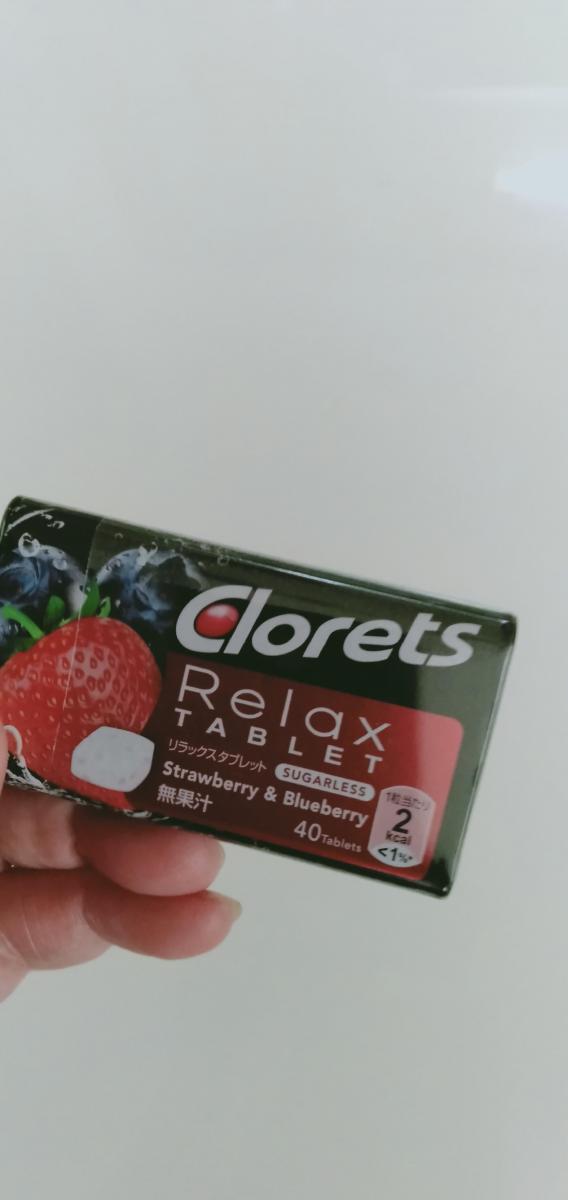 Clorets
Relax
TABLET
リラックスタブレット SUGARLESS
Strawberry & Blueberry
無果汁
40Tablets
1粒当たり
2
kcal
<1%*